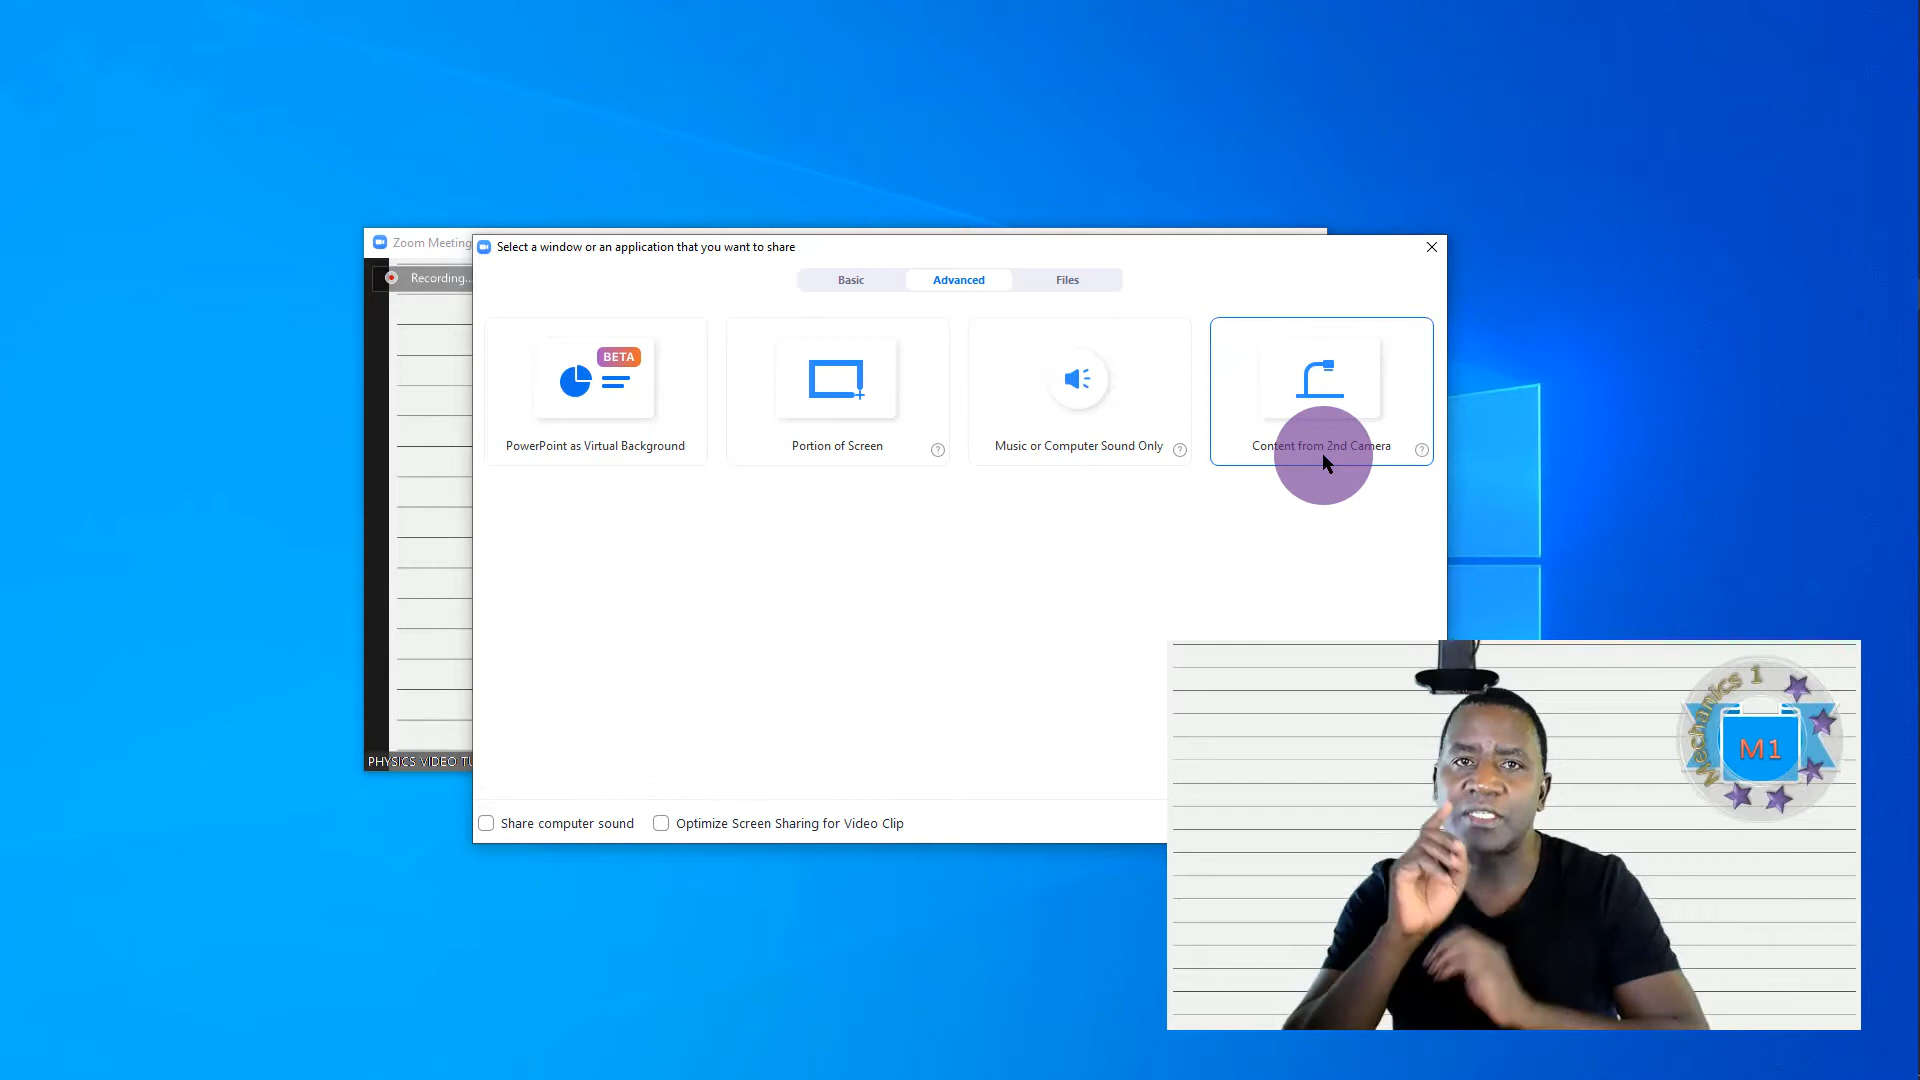 Zoom Meeting
Select a window or an application that you want to share
Recording...
Basic
Advanced
Files
BETA
PowerPoint as Virtual Background
Portion of Screen
?
Music or Computer Sound Only
?
Content from 2nd Camera
?
PHYSICS VIDEO TU
Share computer sound
Optimize Screen Sharing for Video Clip
Mechanics 1
M1